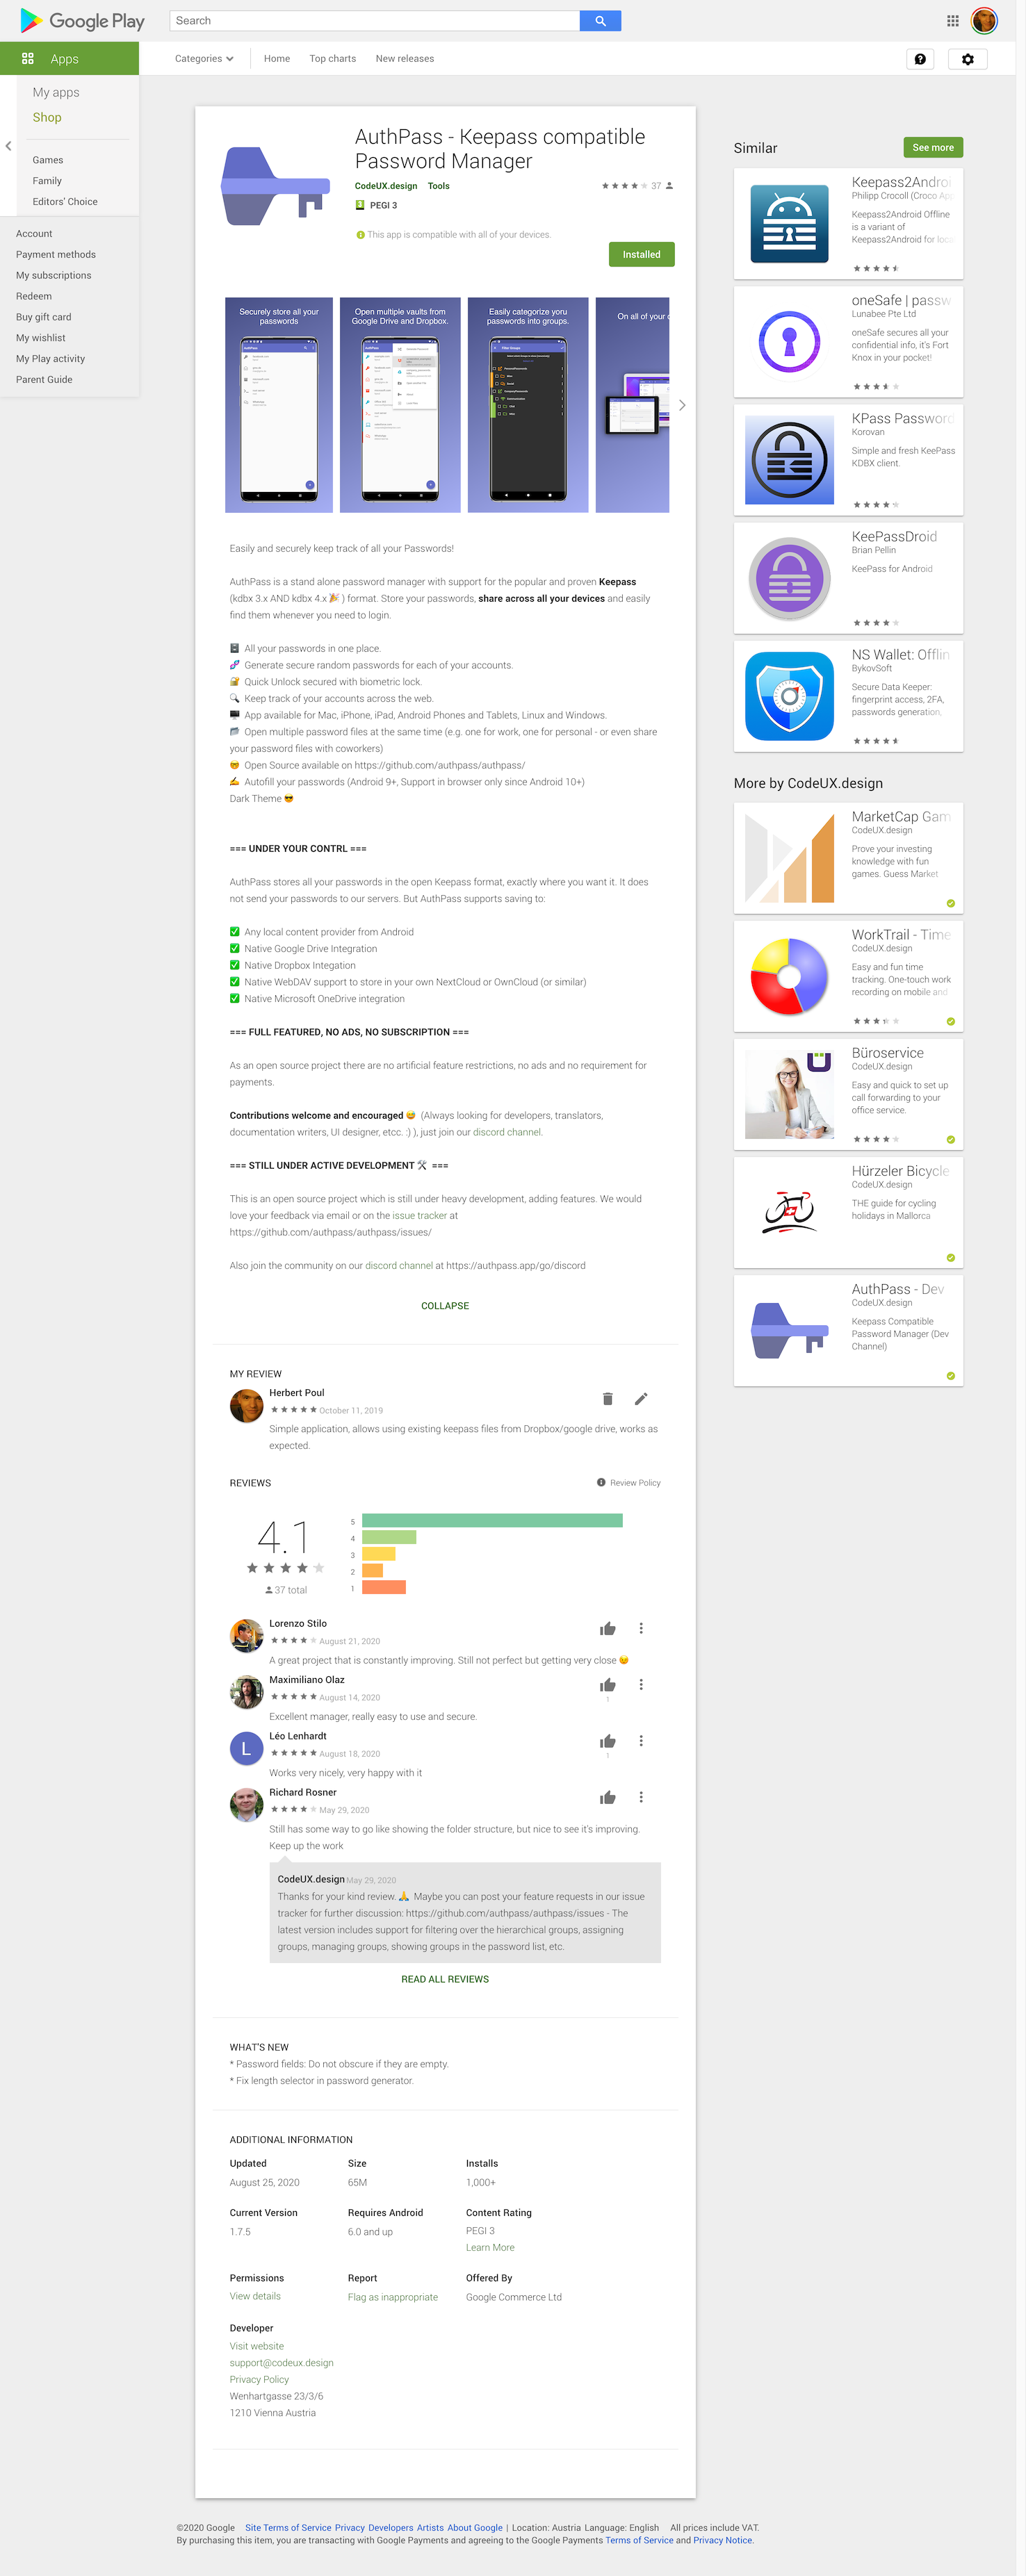 Google Play
Search
Apps
Categories
Home
Top charts
New releases
My apps
Shop
Games
Family
Editors' Choice
Account
Payment methods
My subscriptions
Redeem
Buy gift card
My wishlist
My Play activity
Parent Guide
AuthPass - Keepass compatible
Password Manager
CodeUX.design Tools
37
PEGI 3
This app is compatible with all of your devices.
Installed
Securely store all your
passwords
Open multiple vaults from
Google Drive and Dropbox.
Easily categorize yoru
passwords into groups.
On all of your
Easily and securely keep track of all your Passwords!
AuthPass is a stand alone password manager with support for the popular and proven Keepass
(kdbx 3.x AND kdbx 4.x 🎉 ) format. Store your passwords, share across all your devices and easily
find them whenever you need to login.
🗄️ All your passwords in one place.
🧬 Generate secure random passwords for each of your accounts.
🔐 Quick Unlock secured with biometric lock.
🔍 Keep track of your accounts across the web.
🖥️ App available for Mac, iPhone, iPad, Android Phones and Tablets, Linux and Windows.
Open multiple password files at the same time (e.g. one for work, one for personal - or even share
your password files with coworkers)
🤓 Open Source available on https://github.com/authpass/authpass/
✍️ Autofill your passwords (Android 9+, Support in browser only since Android 10+)
Dark Theme 😎
=== UNDER YOUR CONTRL ===
AuthPass stores all your passwords in the open Keepass format, exactly where you want it. It does
not send your passwords to our servers. But AuthPass supports saving to:
✅ Any local content provider from Android
✅ Native Google Drive Integration
✅ Native Dropbox Integation
✅ Native WebDAV support to store in your own NextCloud or OwnCloud (or similar)
✅ Native Microsoft OneDrive integration
=== FULL FEATURED, NO ADS, NO SUBSCRIPTION ===
As an open source project there are no artificial feature restrictions, no ads and no requirement for
payments.
Contributions welcome and encouraged 😅 (Always looking for developers, translators,
documentation writers, UI designer, etcc. :) ), just join our discord channel.
=== STILL UNDER ACTIVE DEVELOPMENT 🛠 ===
This is an open source project which is still under heavy development, adding features. We would
love your feedback via email or on the issue tracker at
https://github.com/authpass/authpass/issues/
Also join the community on our discord channel at https://authpass.app/go/discord
COLLAPSE
MY REVIEW
Herbert Poul
October 11, 2019
Simple application, allows using existing keepass files from Dropbox/google drive, works as
expected.
REVIEWS
Review Policy
4.1
37 total
5
4
3
2
1
Lorenzo Stilo
August 21, 2020
A great project that is constantly improving. Still not perfect but getting very close 😉
Maximiliano Olaz
August 14, 2020
1
Excellent manager, really easy to use and secure.
Léo Lenhardt
L
August 18, 2020
1
Works very nicely, very happy with it
Richard Rosner
May 29, 2020
Still has some way to go like showing the folder structure, but nice to see it's improving.
Keep up the work
CodeUX.design May 29, 2020
Thanks for your kind review. 🙏 Maybe you can post your feature requests in our issue
tracker for further discussion: https://github.com/authpass/authpass/issues - The
latest version includes support for filtering over the hierarchical groups, assigning
groups, managing groups, showing groups in the password list, etc.
READ ALL REVIEWS
WHAT'S NEW
* Password fields: Do not obscure if they are empty.
* Fix length selector in password generator.
ADDITIONAL INFORMATION
Updated
August 25, 2020
Size
65M
Installs
1,000+
Current Version
1.7.5
Requires Android
6.0 and up
Content Rating
PEGI 3
Learn More
Permissions
View details
Report
Flag as inappropriate
Offered By
Google Commerce Ltd
Developer
Visit website
support@codeux.design
Privacy Policy
Wenhartgasse 23/3/6
1210 Vienna Austria
Similar
See more
Keepass2Androi
Philipp Crocoll (Croco Ap
Keepass2Android Offline
is a variant of
Keepass2Android for loc
oneSafe | passw
Lunabee Pte Ltd
oneSafe secures all your
confidential info, it's Fort
Knox in your pocket!
KPass Password
Korovan
Simple and fresh KeePass
KDBX client.
KeePassDroid
Brian Pellin
KeePass for Android
NS Wallet: Offlin
BykovSoft
Secure Data Keeper:
fingerprint access, 2FA,
passwords generation,
More by CodeUX.design
MarketCap Gam
CodeUX.design
Prove your investing
knowledge with fun
games. Guess Market
WorkTrail - Time
CodeUX.design
Easy and fun time
tracking. One-touch work
recording on mobile and
Büroservice
CodeUX.design
Easy and quick to set up
call forwarding to your
office service.
Hürzeler Bicycle
CodeUX.design
THE guide for cycling
holidays in Mallorca
AuthPass - Dev
CodeUX.design
Keepass Compatible
Password Manager (Dev
Channel)
©2020 Google Site Terms of Service Privacy Developers Artists About Google | Location: Austria Language: English All prices include VAT.
By purchasing this item, you are transacting with Google Payments and agreeing to the Google Payments Terms of Service and Privacy Notice.